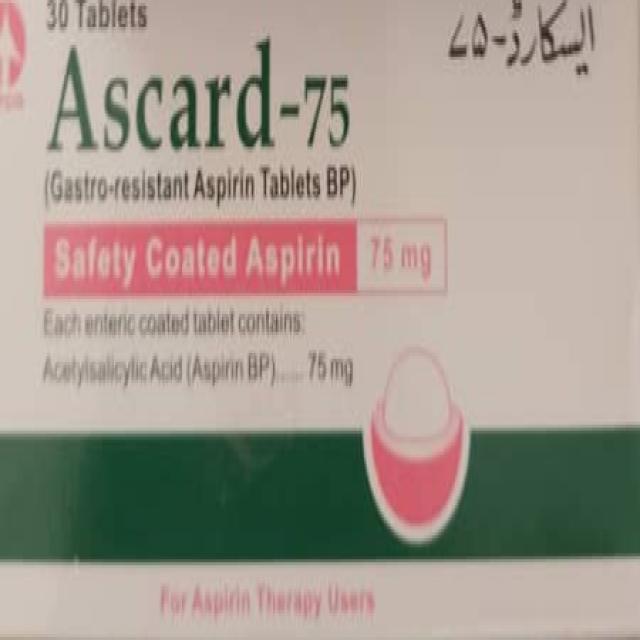 30 Tablets
ایسکارڈ-۷۵
Ascard-75
(Gastro-resistant Aspirin Tablets BP)
Safety Coated Aspirin 75 mg
Each enteric coated tablet contains:
Acetylsalicylic Acid (Aspirin BP)..... 75 mg
For Aspirin Therapy Users